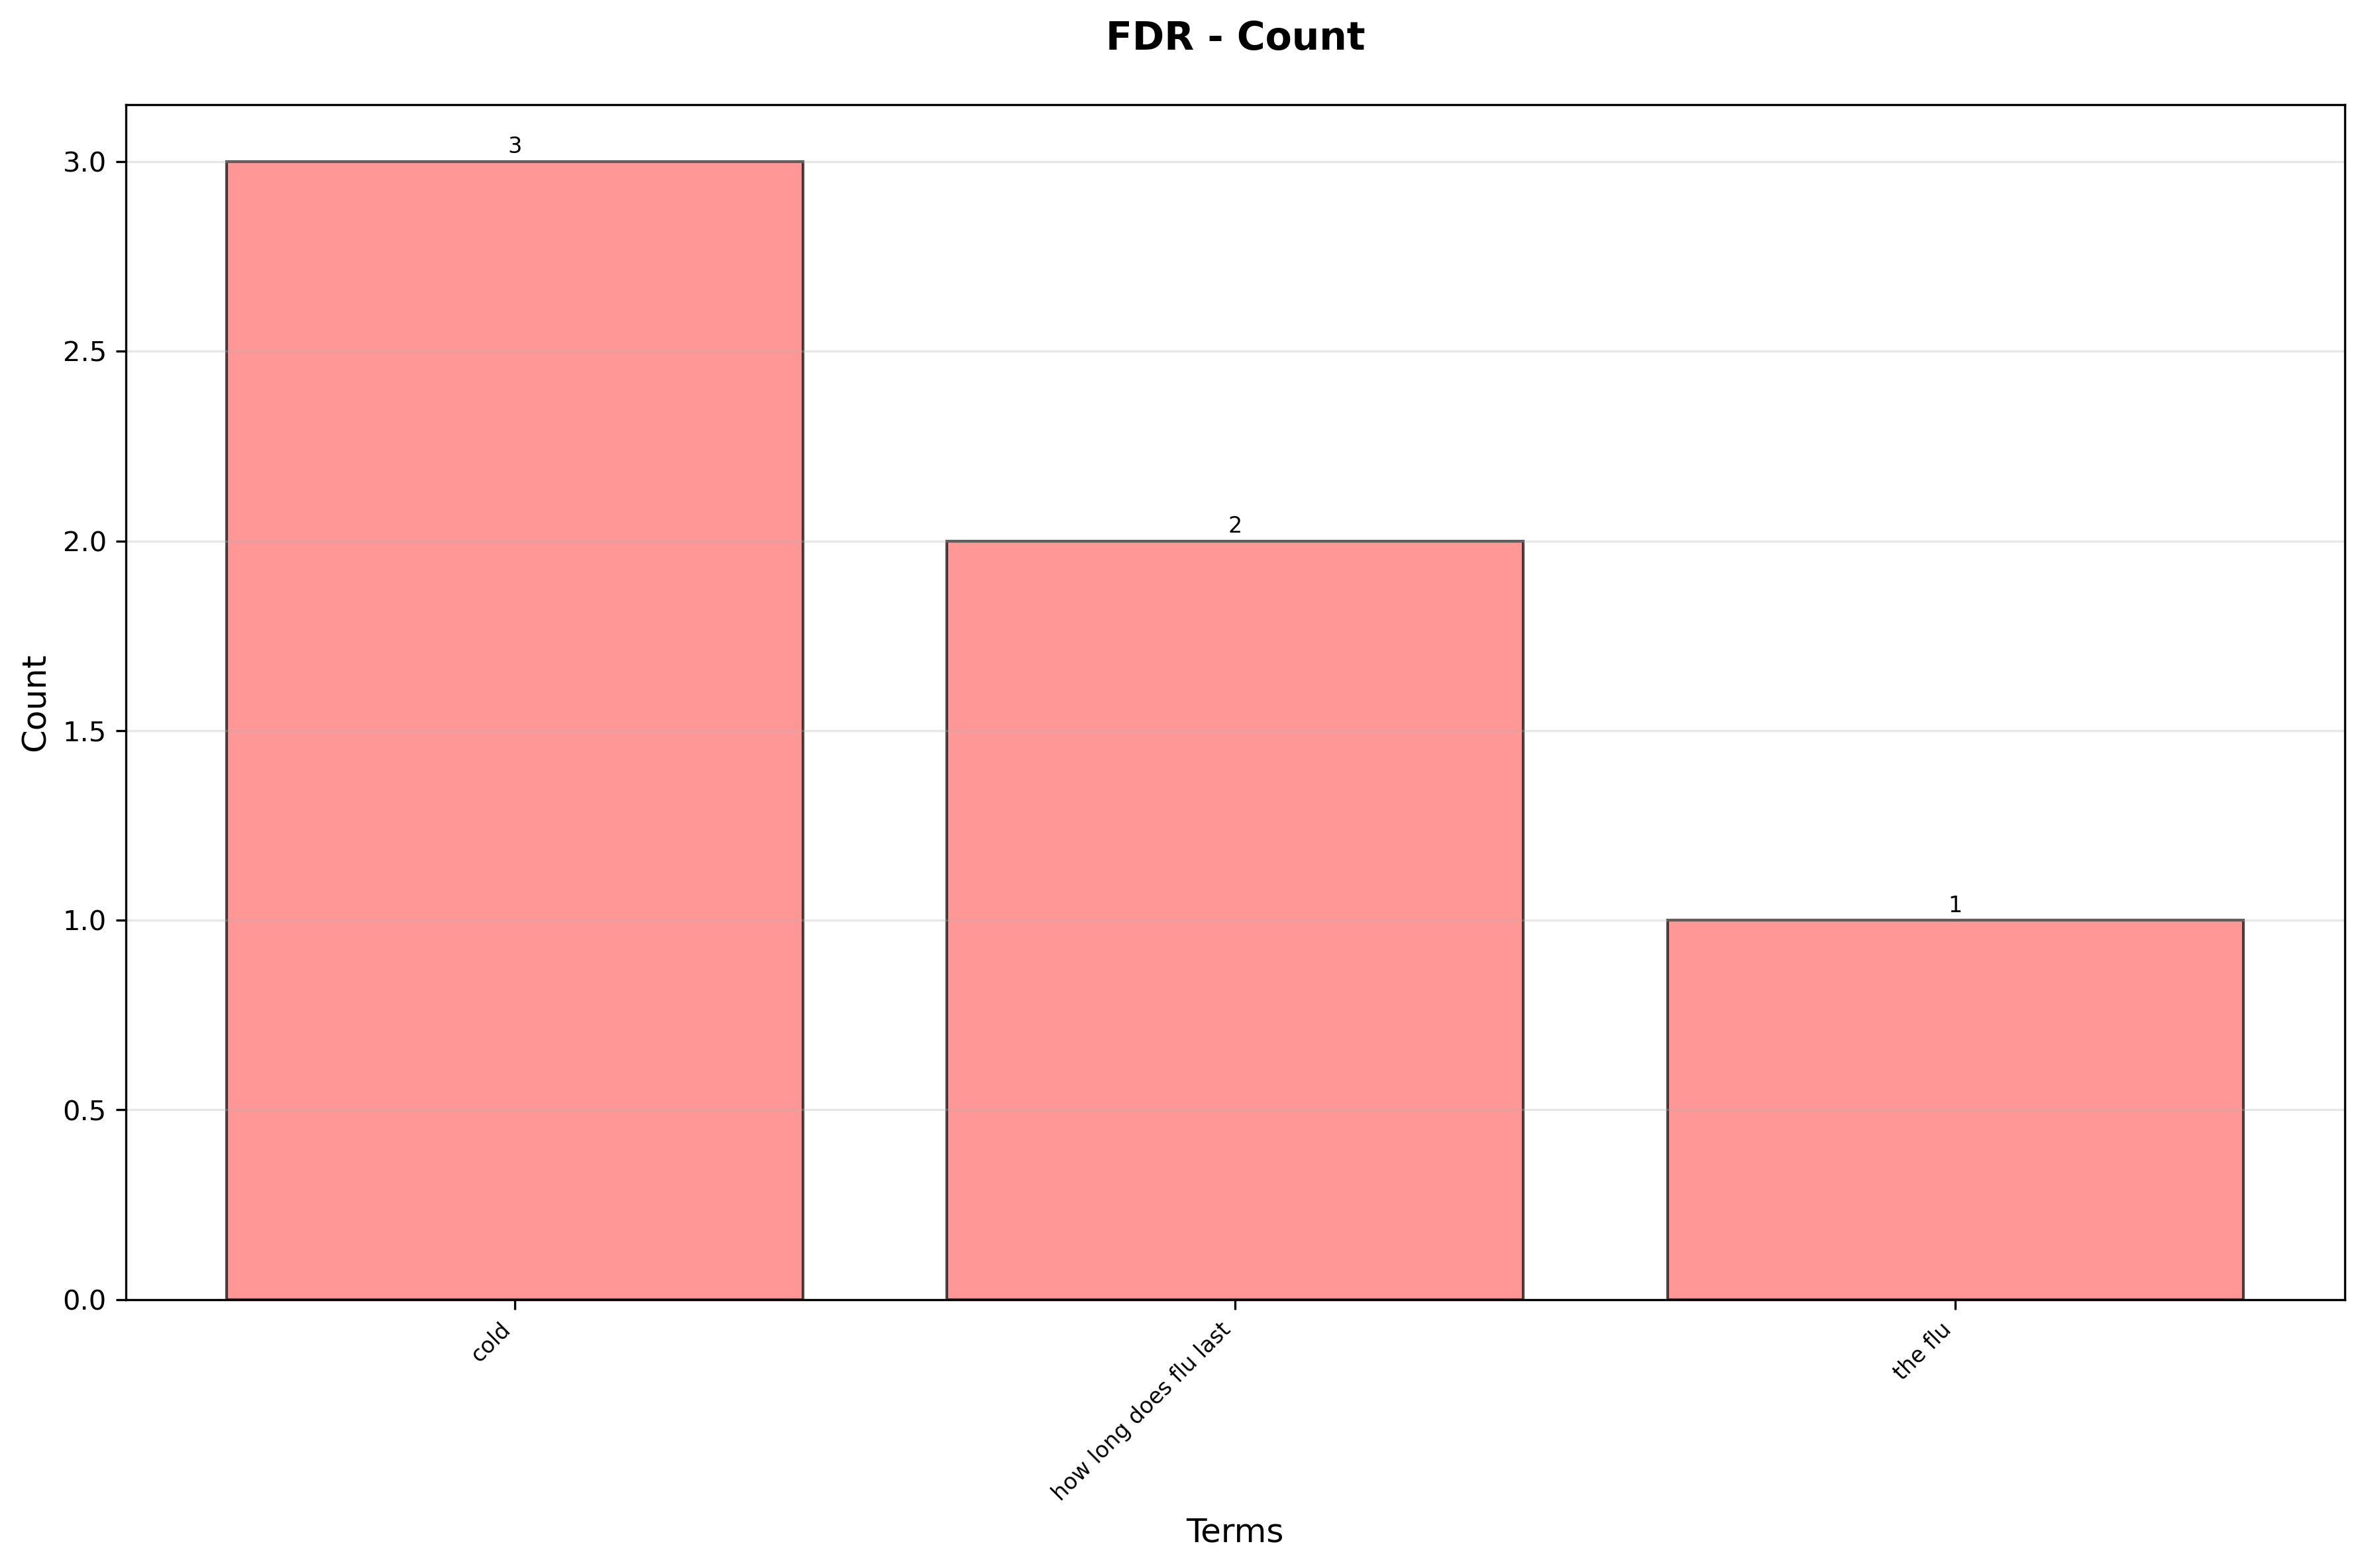 FDR - Count
3
2
1
3.0
2.5
2.0
1.5
1.0
0.5
0.0
Count
cold
how long does flu last
the flu
Terms